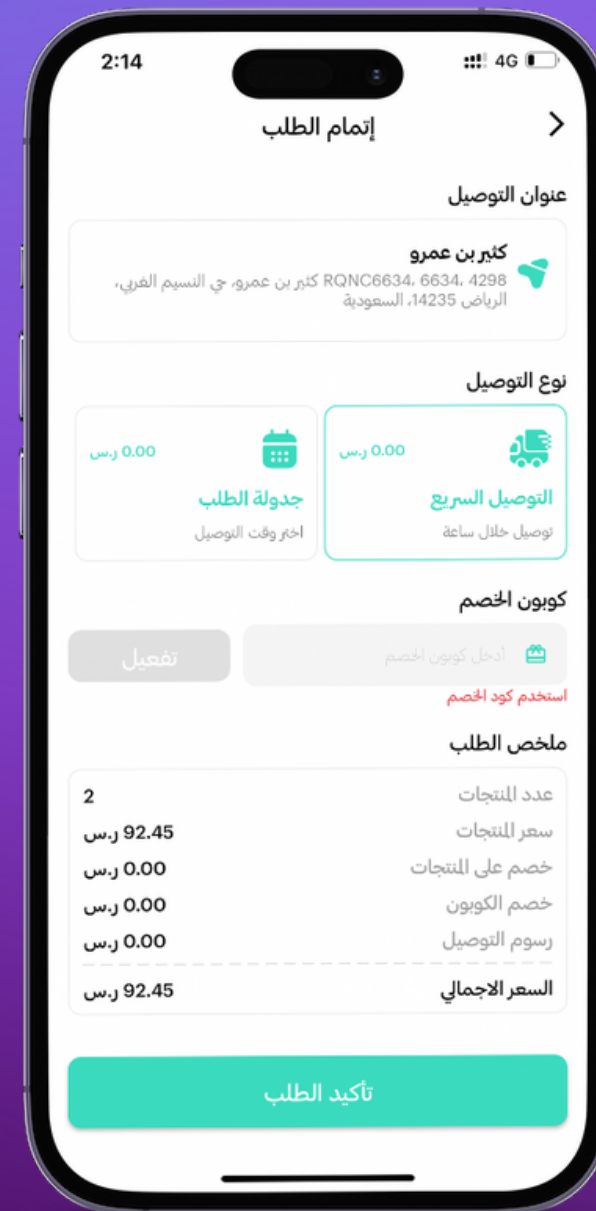 2:14
4G
إتمام الطلب
عنوان التوصيل
كثير بن عمرو
RQNC6634، 6634، 4298 كثير بن عمرو، حي النسيم الغربي،
الرياض 14235، السعودية
نوع التوصيل
0.00 ر.س
التوصيل السريع
توصيل خلال ساعة
0.00 ر.س
جدولة الطلب
اختر وقت التوصيل
كوبون الخصم
أدخل كوبون الخصم
تفعيل
استخدم كود الخصم
ملخص الطلب
عدد المنتجات 2
سعر المنتجات 92.45 ر.س
خصم على المنتجات 0.00 ر.س
خصم الكوبون 0.00 ر.س
رسوم التوصيل 0.00 ر.س
السعر الاجمالي 92.45 ر.س
تأكيد الطلب